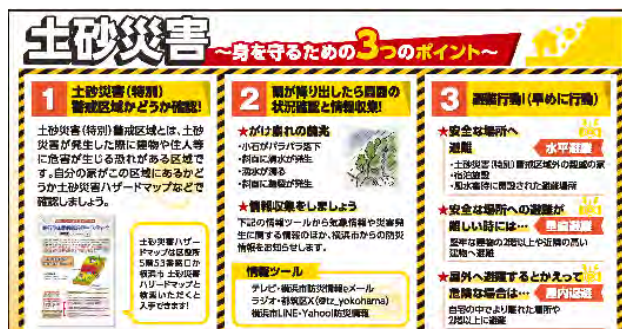 土砂災害 ～身を守るための3つのポイント～
1 土砂災害(特別)
警戒区域かどうか確認!
土砂災害(特別)警戒区域とは、土砂
災害が発生した際に建物や住人等
に危害が生じる恐れがある区域で
す。自分の家がこの区域にあるかど
うか土砂災害ハザードマップなどで
確認しましょう。
土砂災害ハザー
ドマップは区役所
5階53番窓口か
横浜市 土砂災害
ハザードマップと
検索いただくと
入手できます!
2 雨が降り出したら周囲の
状況確認と情報収集!
★がけ崩れの前兆
・小石がパラパラ落下
・斜面に湧水が発生
・湧水が濁る
・斜面に亀裂が発生
★情報収集をしましょう
下記の情報ツールから気象情報や災害発
生に関する情報のほか、横浜市からの防災
情報をお知らせします。
情報ツール
テレビ・横浜市防災情報eメール
ラジオ・都筑区X(@tz_yokohama)
横浜市LINE・Yahoo!防災速報
3 避難行動!(早めに行動)
★安全な場所へ
避難 水平避難
・土砂災害(特別)警戒区域外の親戚の家
・宿泊施設
・風水害時に開設された避難場所
★安全な場所への避難が
難しい時には… 垂直避難
堅牢な建物の2階以上や近隣の高い
建物へ避難
★屋外へ避難するとかえって
危険な場合は… 屋内退避
自宅の中でより離れた場所や
2階以上に避難